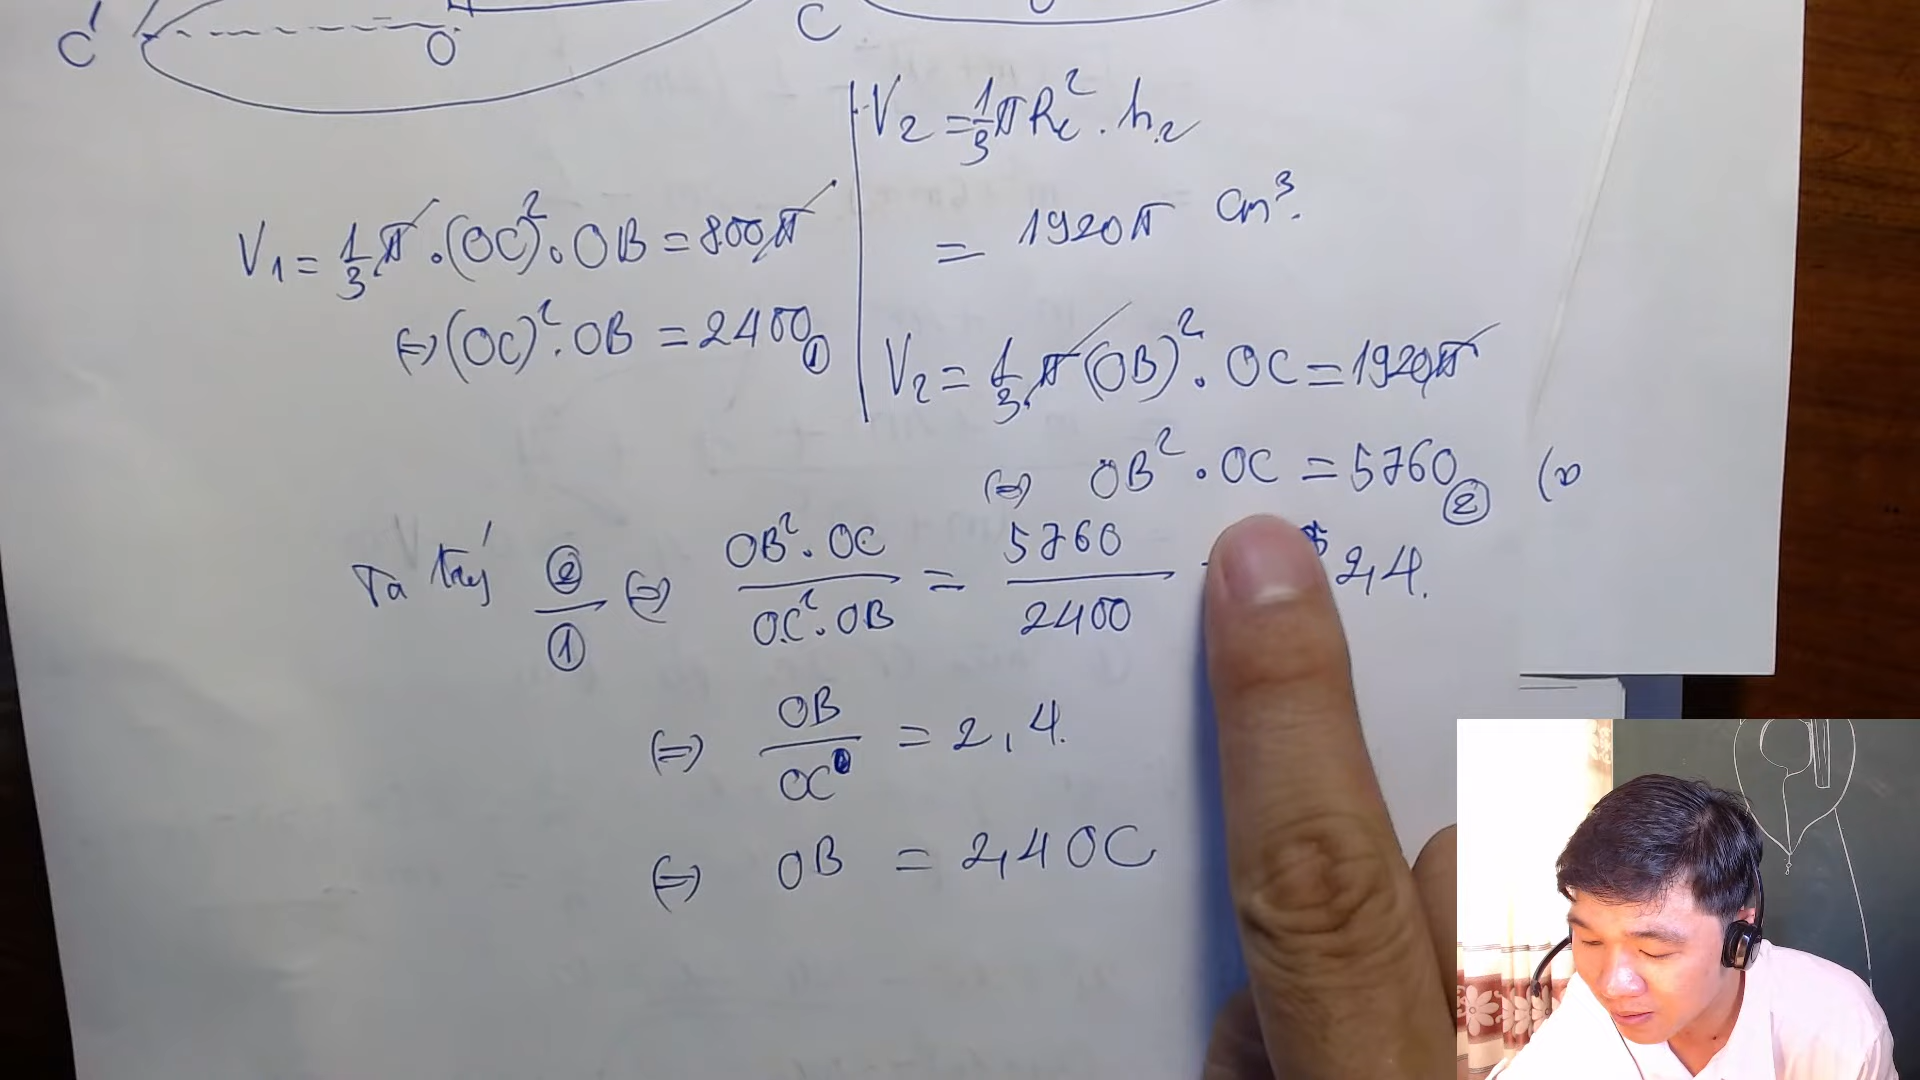 C' O
C
V₁ = 1/3 π . (OC)² . OB = 800π
⇔ (OC)² . OB = 2400 ①
V₂ = 1/3 π R₂² . h₂
= 1920π cm³.
V₂ = 1/3 π (OB)² . OC = 1920π
⇔ OB² . OC = 5760 ②
Ta lấy ②/① ⇔ OB² . OC / OC² . OB = 5760/2400 2,4.
⇔ OB/OC = 2,4.
⇔ OB = 2,4 OC